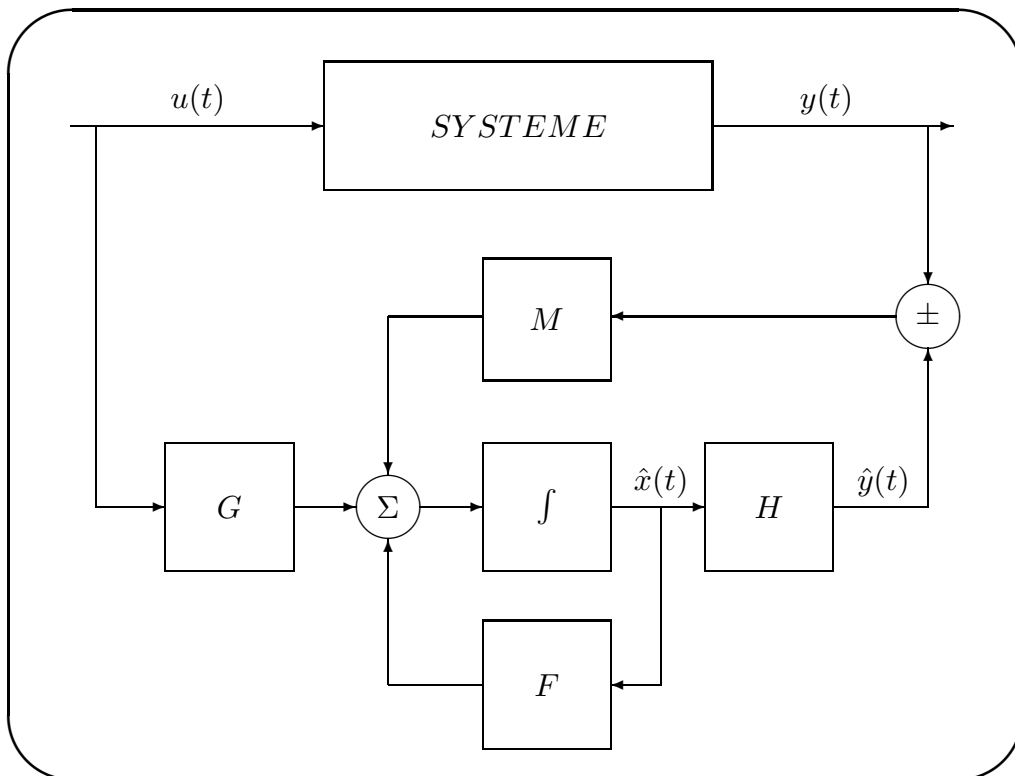 u(t)
SYSTEME
y(t)
M
±
G
Σ
∫
x̂(t)
H
ŷ(t)
F